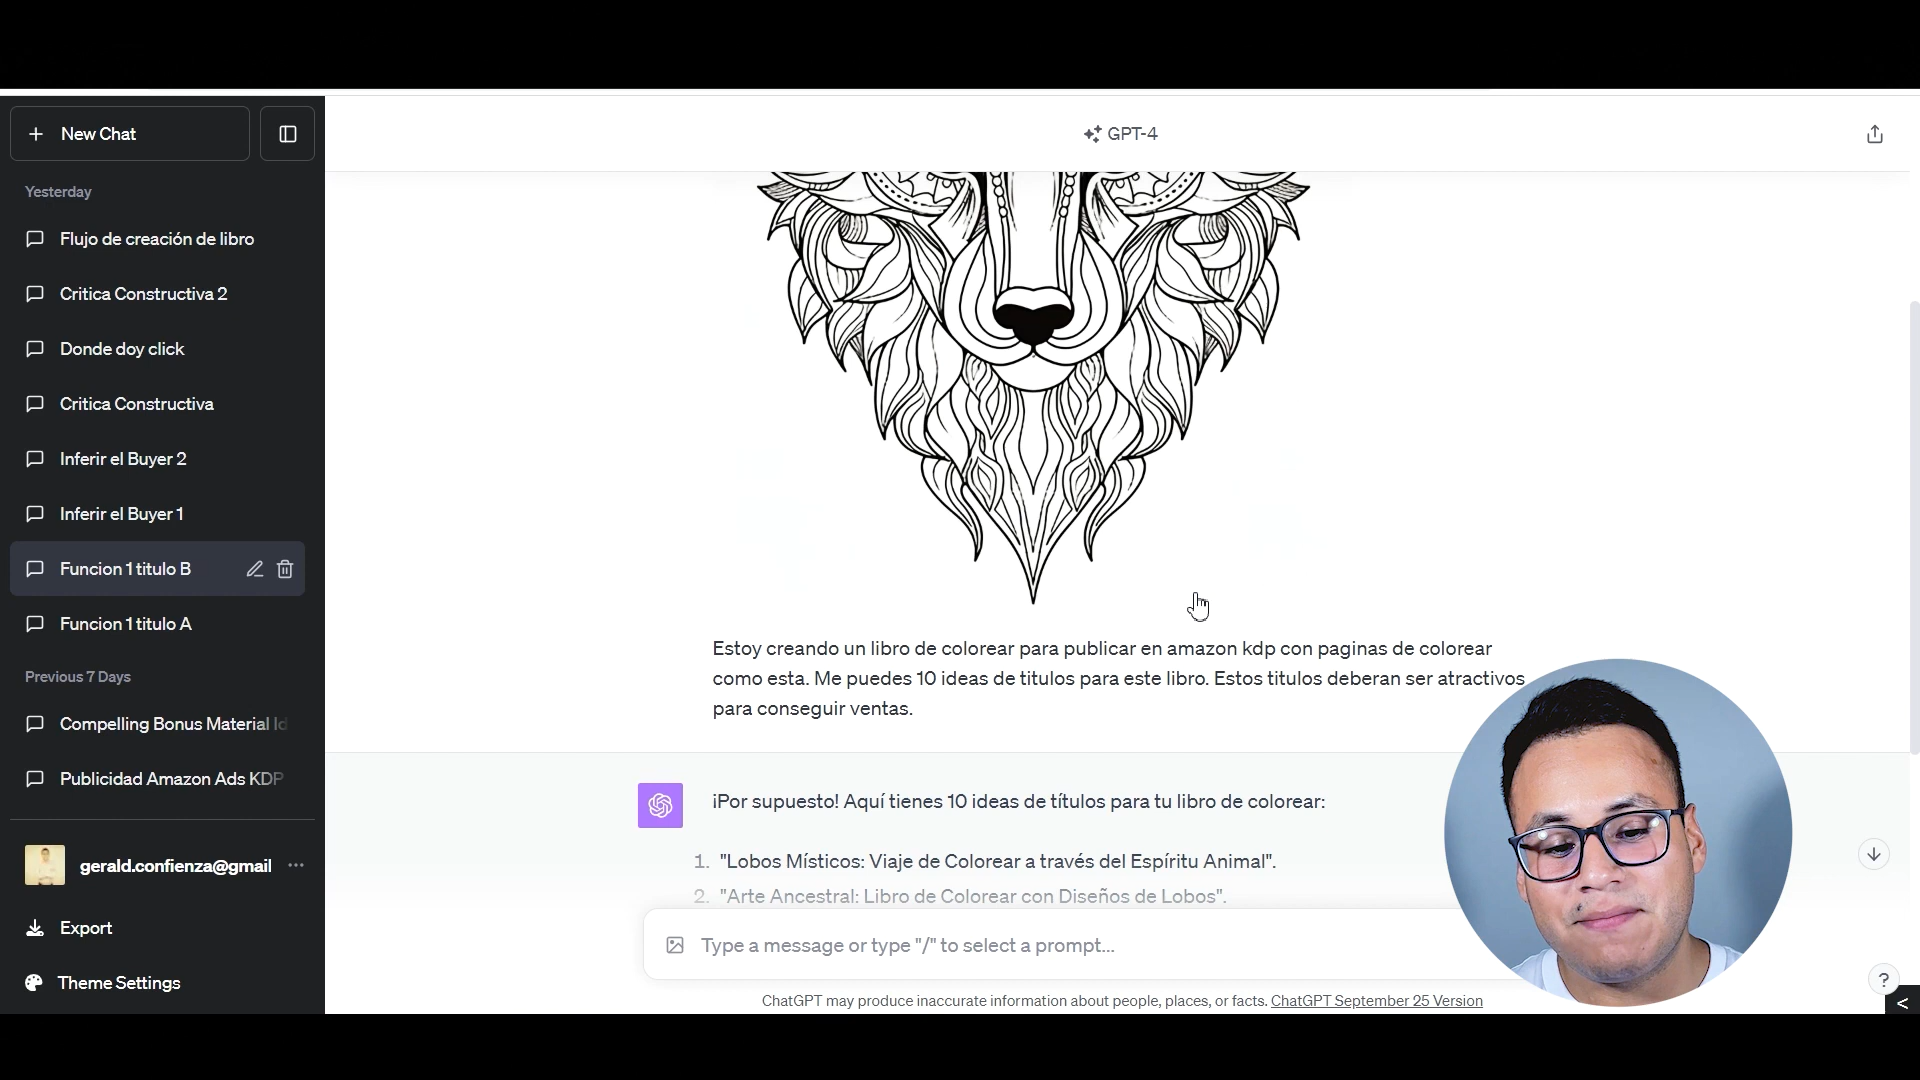 New Chat
GPT-4
Yesterday
Flujo de creación de libro
Critica Constructiva 2
Donde doy click
Critica Constructiva
Inferir el Buyer 2
Inferir el Buyer 1
Funcion 1 titulo B
Funcion 1 titulo A
Previous 7 Days
Compelling Bonus Material Id
Publicidad Amazon Ads KDP
gerald.confienza@gmail
Export
Theme Settings
Estoy creando un libro de colorear para publicar en amazon kdp con paginas de colorear
como esta. Me puedes 10 ideas de titulos para este libro. Estos titulos deberan ser atractivos
para conseguir ventas.
¡Por supuesto! Aquí tienes 10 ideas de títulos para tu libro de colorear:
1. "Lobos Místicos: Viaje de Colorear a través del Espíritu Animal".
2. "Arte Ancestral: Libro de Colorear con Diseños de Lobos".
Type a message or type "/" to select a prompt...
ChatGPT may produce inaccurate information about people, places, or facts. ChatGPT September 25 Version
?
<